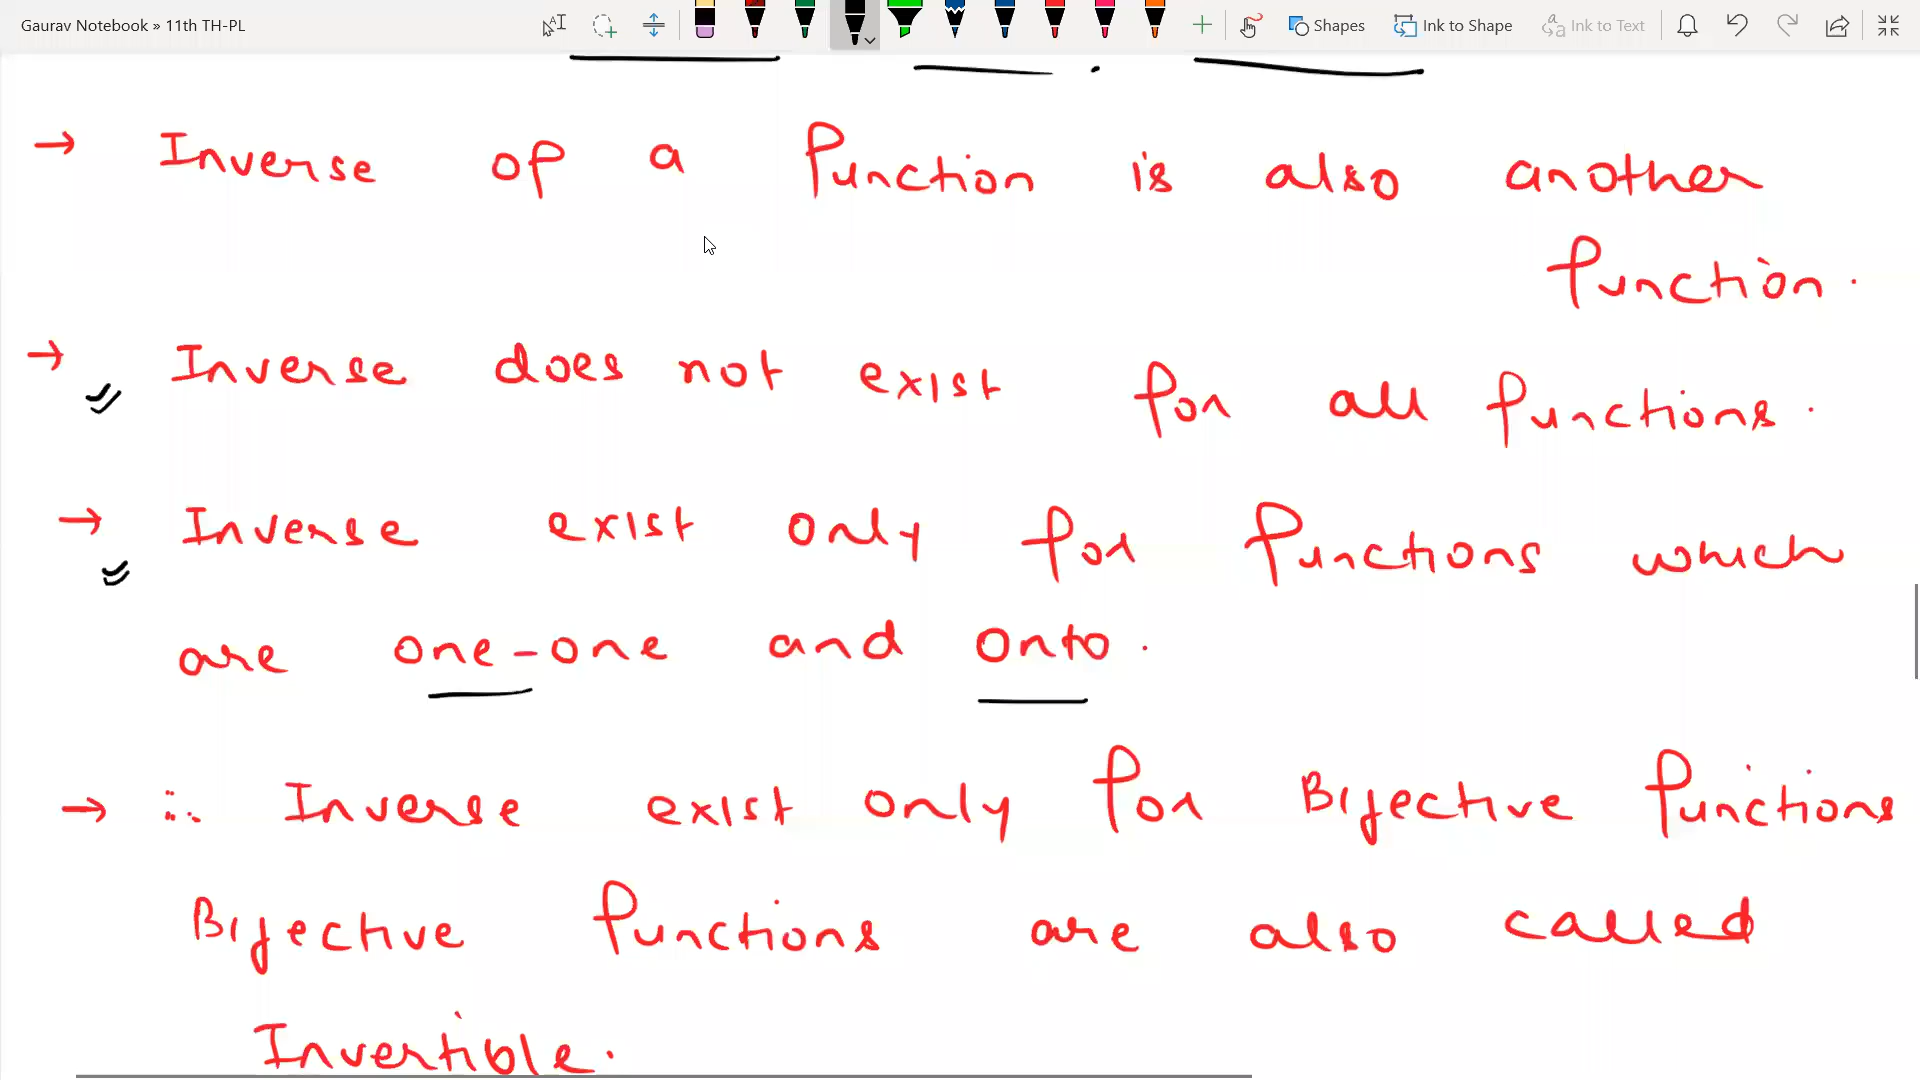 Gaurav Notebook » 11th TH-PL
Shapes
Ink to Shape
Ink to Text
→ Inverse of a function is also another
function.
→ Inverse does not exist for all functions.
→ Inverse exist only for functions which
are one-one and onto.
→ ∴ Inverse exist only for Bijective functions
Bijective functions are also called
Invertible.